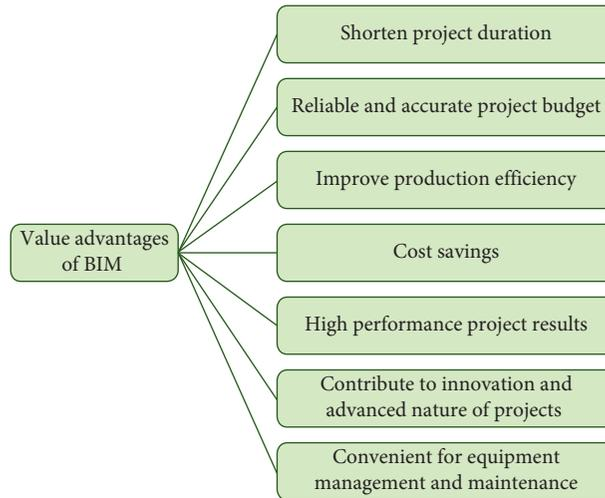 Shorten project duration
Reliable and accurate project budget
Improve production efficiency
Value advantages
of BIM
Cost savings
High performance project results
Contribute to innovation and
advanced nature of projects
Convenient for equipment
management and maintenance